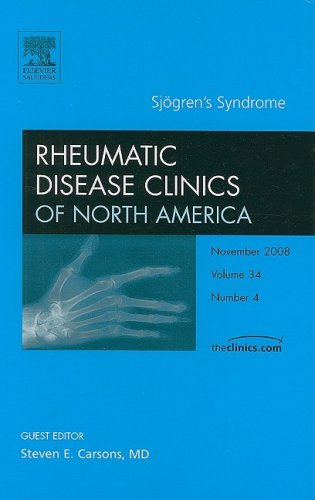 ELSEVIER
SAUNDERS
Sjögren's Syndrome
RHEUMATIC
DISEASE CLINICS
OF NORTH AMERICA
November 2008
Volume 34
Number 4
theclinics.com
GUEST EDITOR
Steven E. Carsons, MD